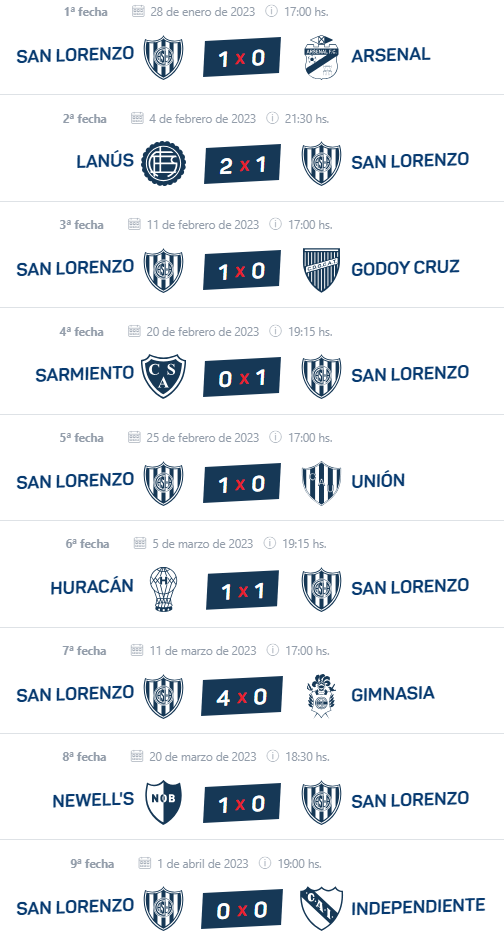 1ª fecha 28 de enero de 2023 17:00 hs.
SAN LORENZO 1 x 0 ARSENAL F.C. ARSENAL
2ª fecha 4 de febrero de 2023 21:30 hs.
LANÚS 2 x 1 SAN LORENZO
3ª fecha 11 de febrero de 2023 17:00 hs.
SAN LORENZO 1 x 0 GODOY CRUZ
4ª fecha 20 de febrero de 2023 19:15 hs.
SARMIENTO C S A 0 x 1 SAN LORENZO
5ª fecha 25 de febrero de 2023 17:00 hs.
SAN LORENZO 1 x 0 UNIÓN
6ª fecha 5 de marzo de 2023 19:15 hs.
HURACÁN H 1 x 1 SAN LORENZO
7ª fecha 11 de marzo de 2023 17:00 hs.
SAN LORENZO 4 x 0 GIMNASIA
8ª fecha 20 de marzo de 2023 18:30 hs.
NEWELL'S NOB 1 x 0 SAN LORENZO
9ª fecha 1 de abril de 2023 19:00 hs.
SAN LORENZO 0 x 0 C.A.I. INDEPENDIENTE